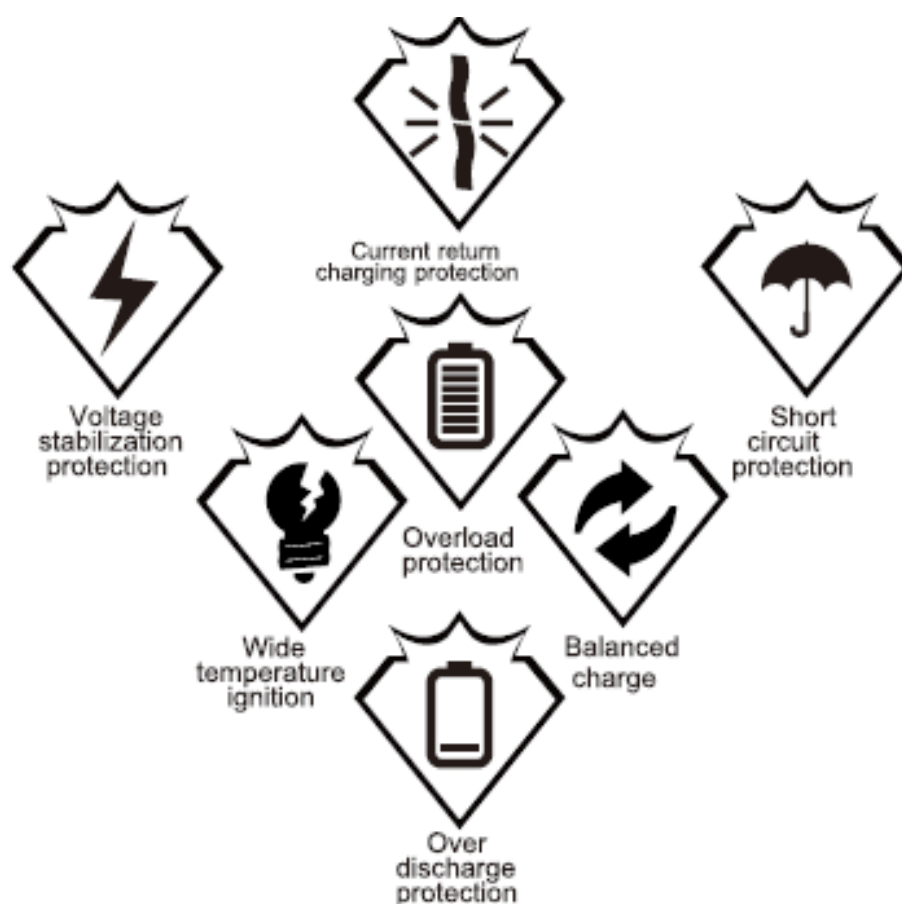 Current return
charging protection
Voltage
stabilization
protection
Short
circuit
protection
Overload
protection
Wide
temperature
ignition
Balanced
charge
Over
discharge
protection